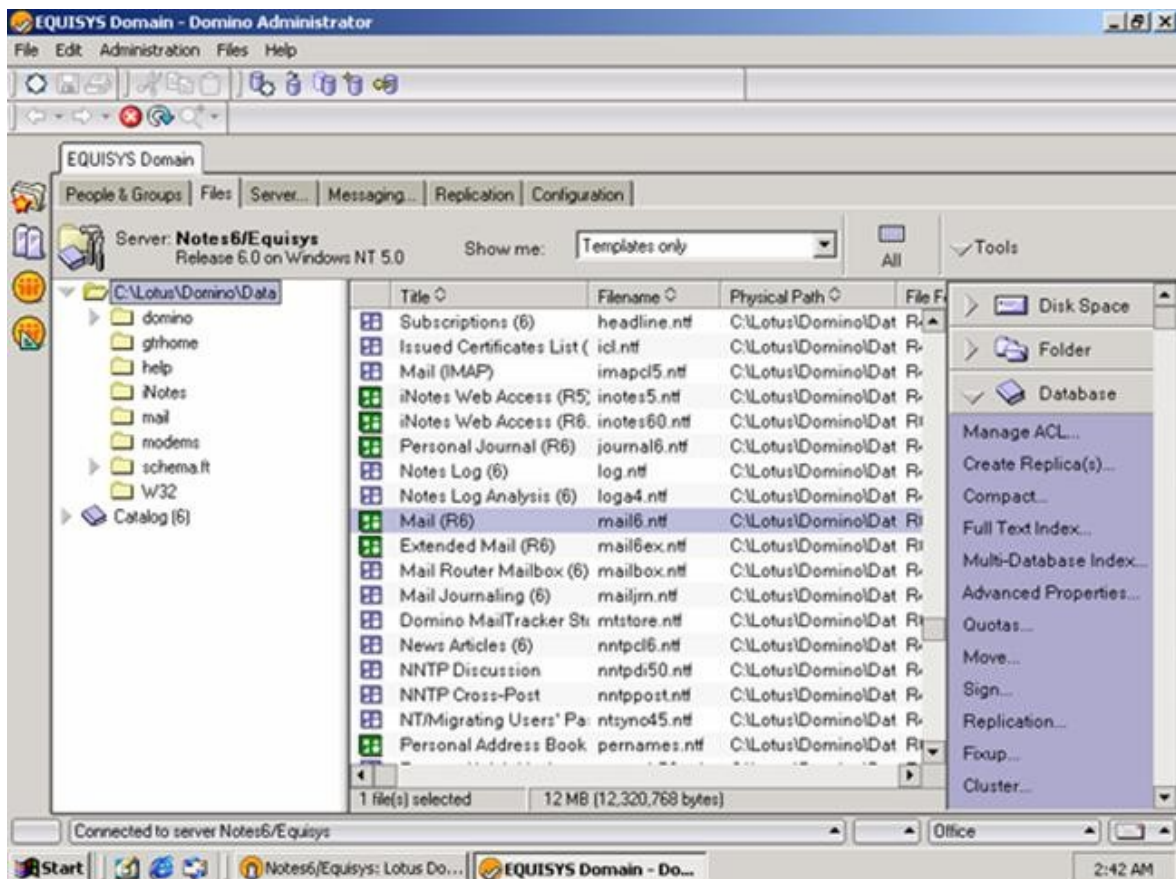 EQUISYS Domain - Domino Administrator
File Edit Administration Files Help
EQUISYS Domain
People & Groups Files Server... Messaging... Replication Configuration
Server: Notes6/Equisys
Release 6.0 on Windows NT 5.0
Show me: Templates only
All
Tools
C:\Lotus\Domino\Data
domino
gtrhome
help
iNotes
mail
modems
schema.ft
W32
Catalog (6)
Title Filename Physical Path File F
Subscriptions (6) headline.ntf C:\Lotus\Domino\Dat R
Issued Certificates List ( icl.ntf C:\Lotus\Domino\Dat R
Mail (IMAP) imapcl5.ntf C:\Lotus\Domino\Dat R
iNotes Web Access (R5) inotes5.ntf C:\Lotus\Domino\Dat R
iNotes Web Access (R6. inotes60.ntf C:\Lotus\Domino\Dat R
Personal Journal (R6) journal6.ntf C:\Lotus\Domino\Dat R
Notes Log (6) log.ntf C:\Lotus\Domino\Dat R
Notes Log Analysis (6) loga4.ntf C:\Lotus\Domino\Dat R
Mail (R6) mail6.ntf C:\Lotus\Domino\Dat R
Extended Mail (R6) mail6ex.ntf C:\Lotus\Domino\Dat R
Mail Router Mailbox (6) mailbox.ntf C:\Lotus\Domino\Dat R
Mail Journaling (6) mailjrn.ntf C:\Lotus\Domino\Dat R
Domino MailTracker Sto mtstore.ntf C:\Lotus\Domino\Dat R
News Articles (6) nntpcl6.ntf C:\Lotus\Domino\Dat R
NNTP Discussion nntpdi50.ntf C:\Lotus\Domino\Dat R
NNTP Cross-Post nntppost.ntf C:\Lotus\Domino\Dat R
NT/Migrating Users' Pa ntsyno45.ntf C:\Lotus\Domino\Dat R
Personal Address Book pernames.ntf C:\Lotus\Domino\Dat R
1 file(s) selected 12 MB (12,320,768 bytes)
Disk Space
Folder
Database
Manage ACL...
Create Replica(s)...
Compact...
Full Text Index...
Multi-Database Index...
Advanced Properties...
Quotas...
Move...
Sign...
Replication...
Fixup...
Cluster...
Connected to server Notes6/Equisys
Office
Start
Notes6/Equisys: Lotus Do...
EQUISYS Domain - Do...
2:42 AM